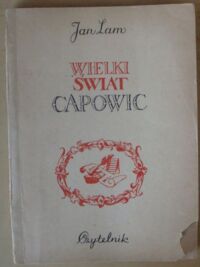 Jan Lam
WIELKI
ŚWIAT
CAPOWIC
Czytelnik